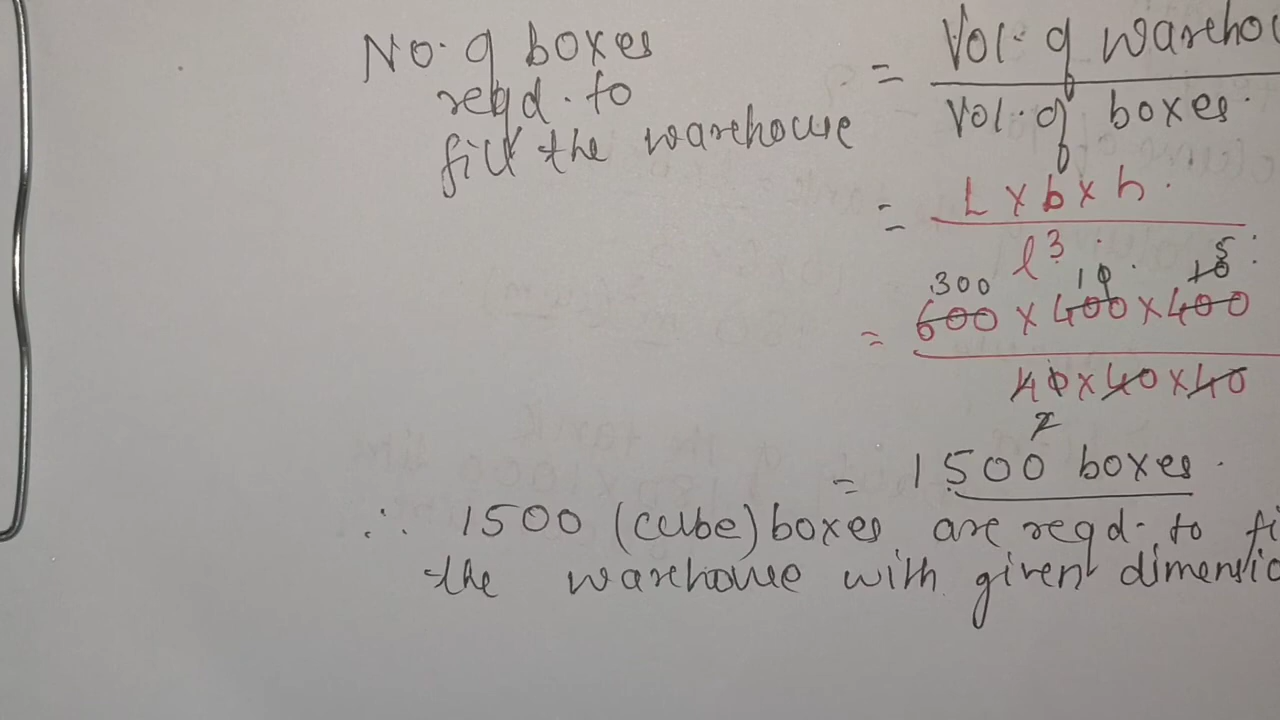 No. of boxes
reqd. to
fill the warehouse
= Vol. of warehou
Vol. of boxes.
= L x b x h.
l³
300 10 10 5
= 600 x 400 x 400
40 x 40 x 40
2
= 1500 boxes.
∴ 1500 (cube) boxes are reqd. to fi
the warehouse with given dimensio